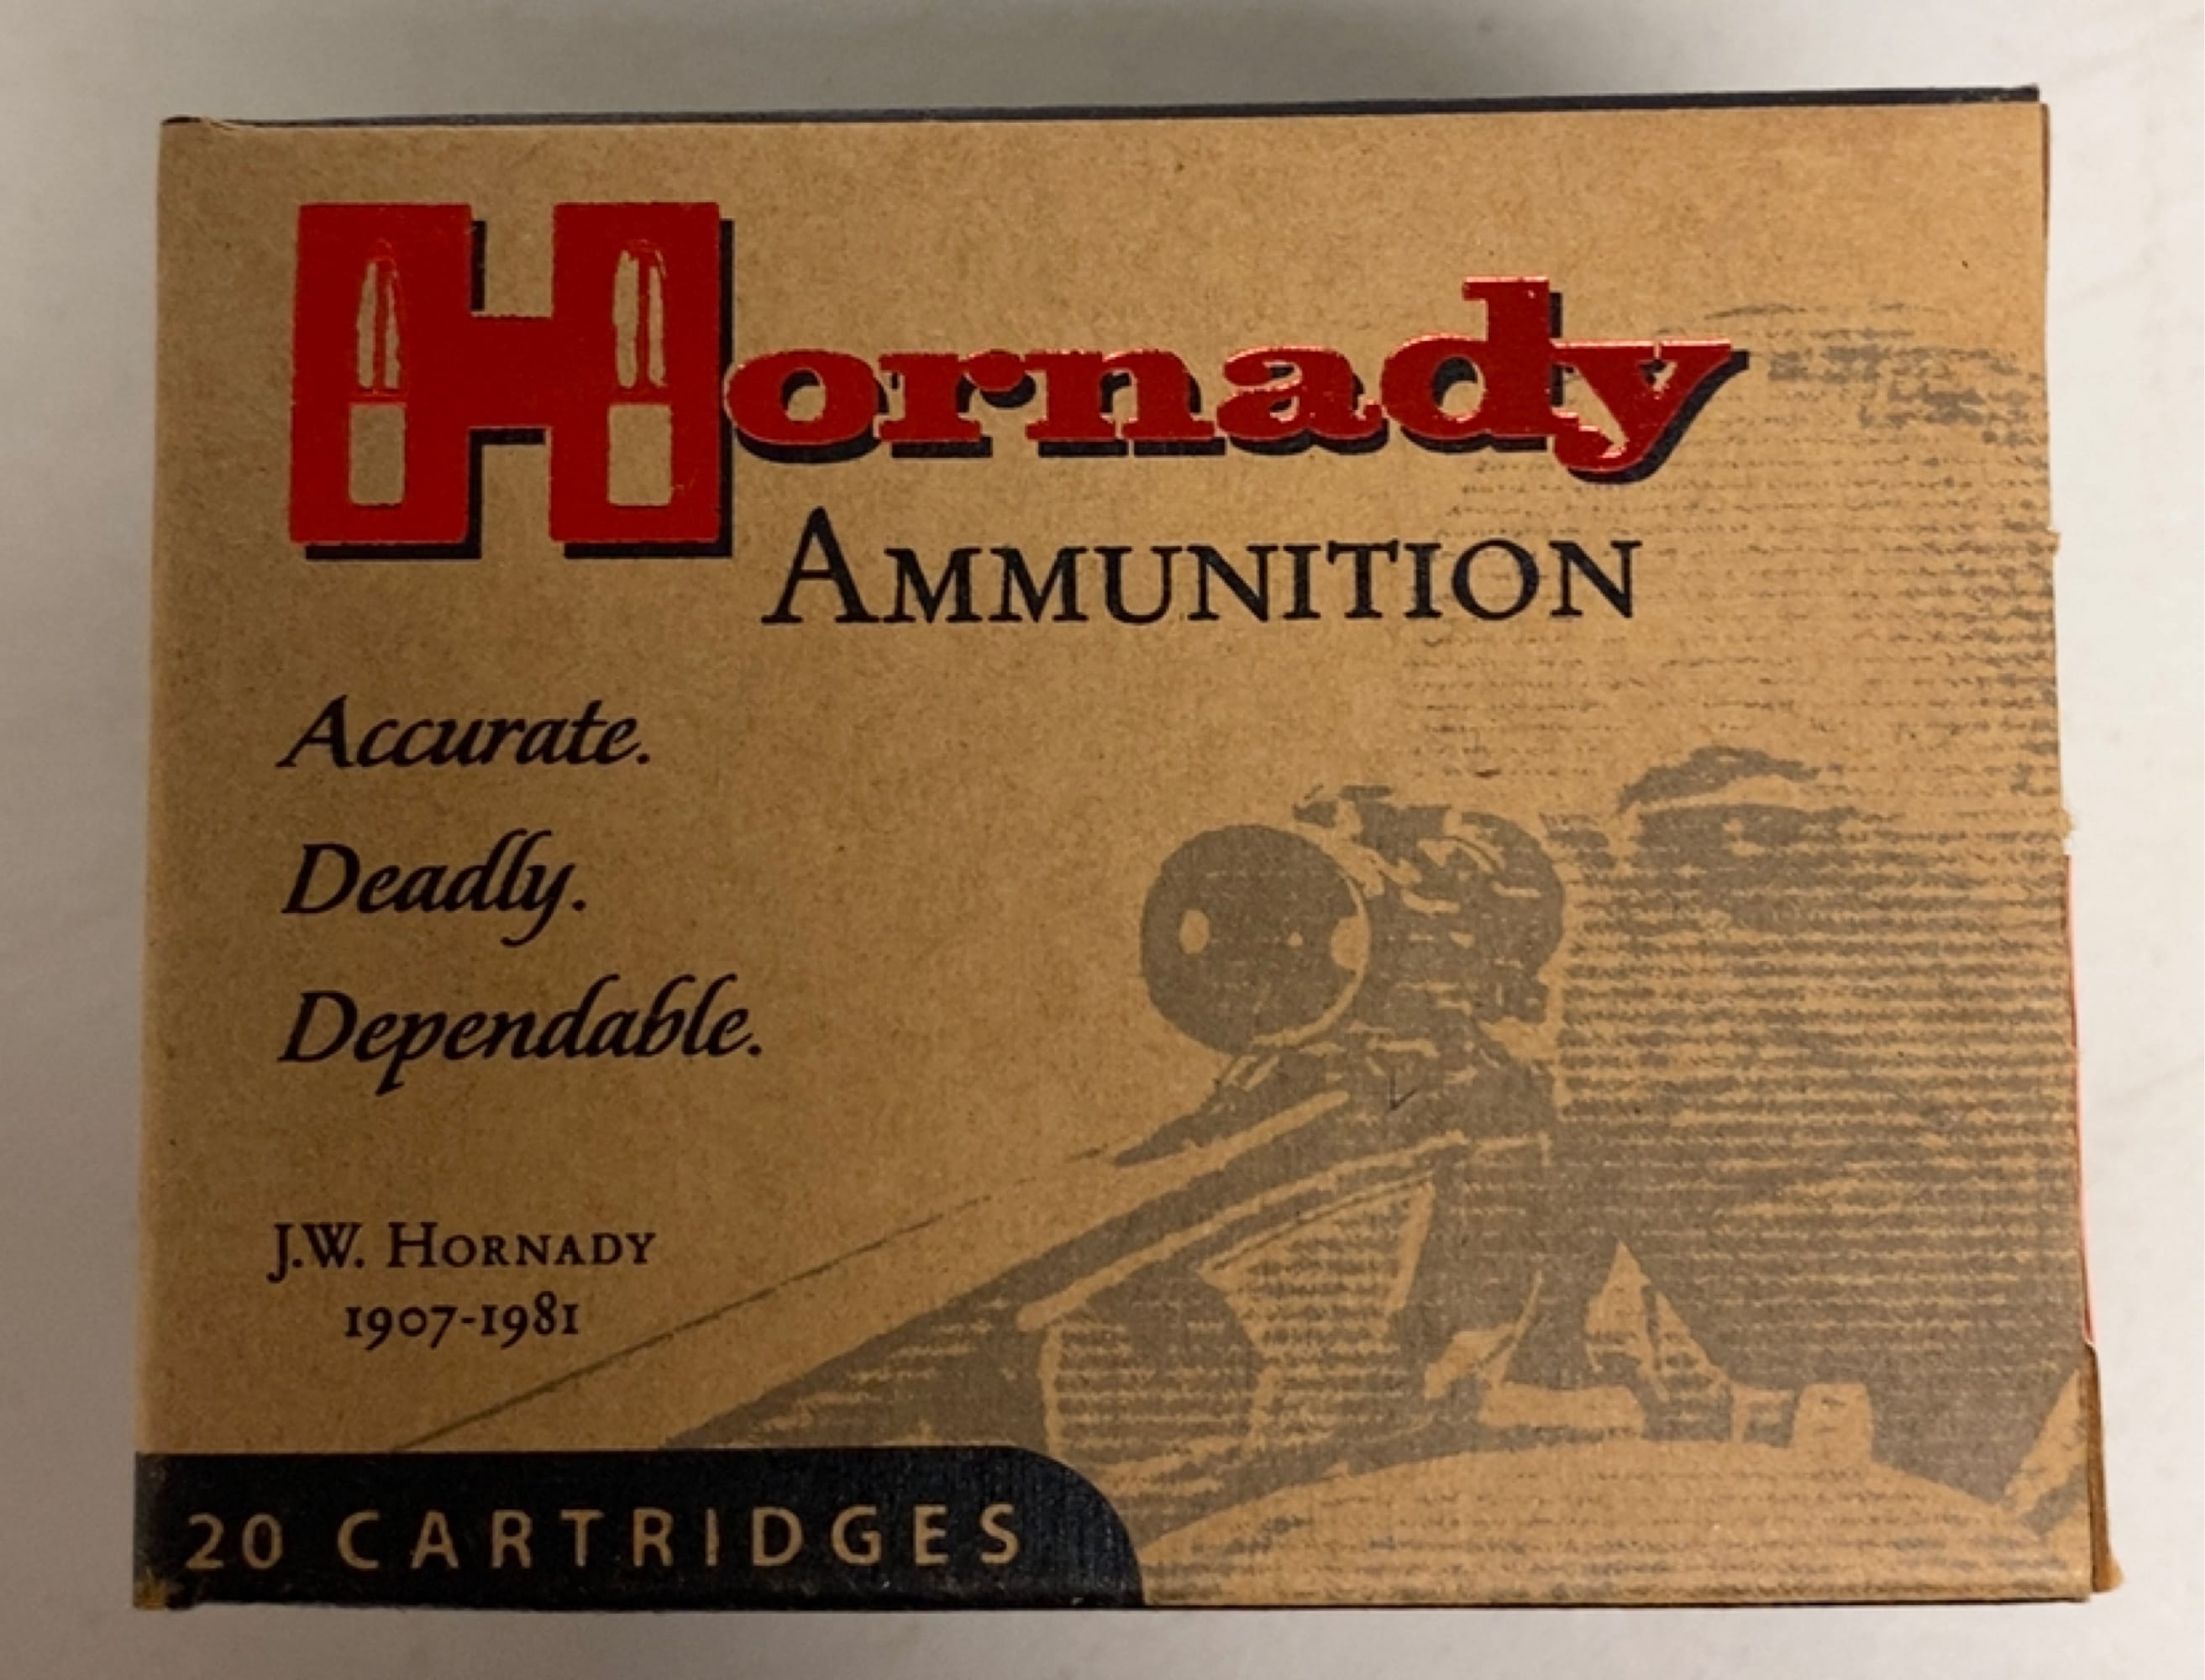 Hornady
AMMUNITION
Accurate.
Deadly.
Dependable.
J.W. HORNADY
1907-1981
20 CARTRIDGES